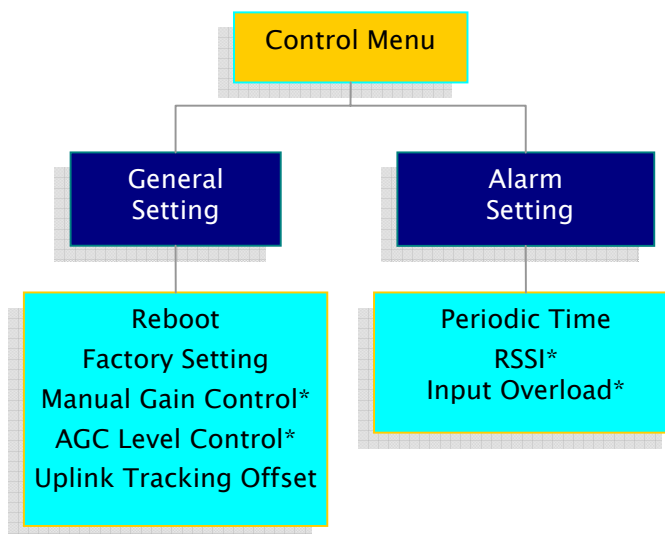 Control Menu
General
Setting
Alarm
Setting
Reboot
Factory Setting
Manual Gain Control*
AGC Level Control*
Uplink Tracking Offset
Periodic Time
RSSI*
Input Overload*